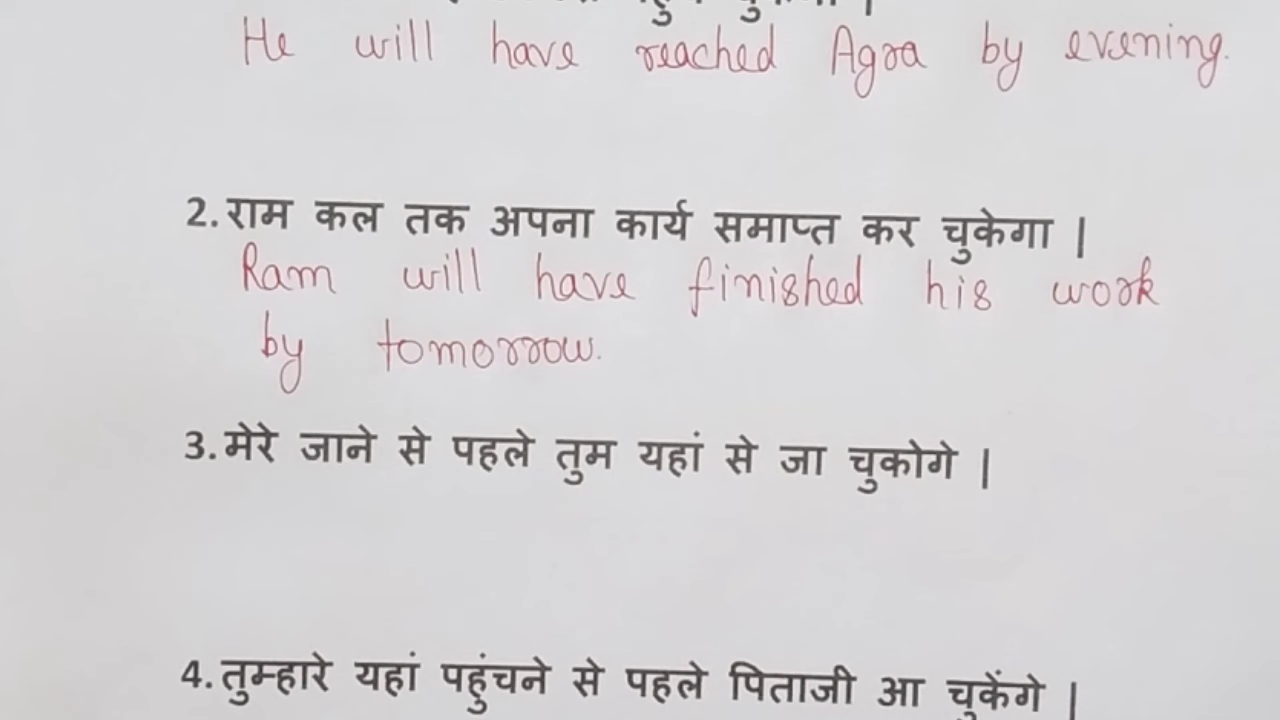 He will have reached Agra by evening.
2. राम कल तक अपना कार्य समाप्त कर चुकेगा |
Ram will have finished his work
by tomorrow.
3. मेरे जाने से पहले तुम यहां से जा चुकोगे |
4. तुम्हारे यहां पहुंचने से पहले पिताजी आ चुकेंगे |